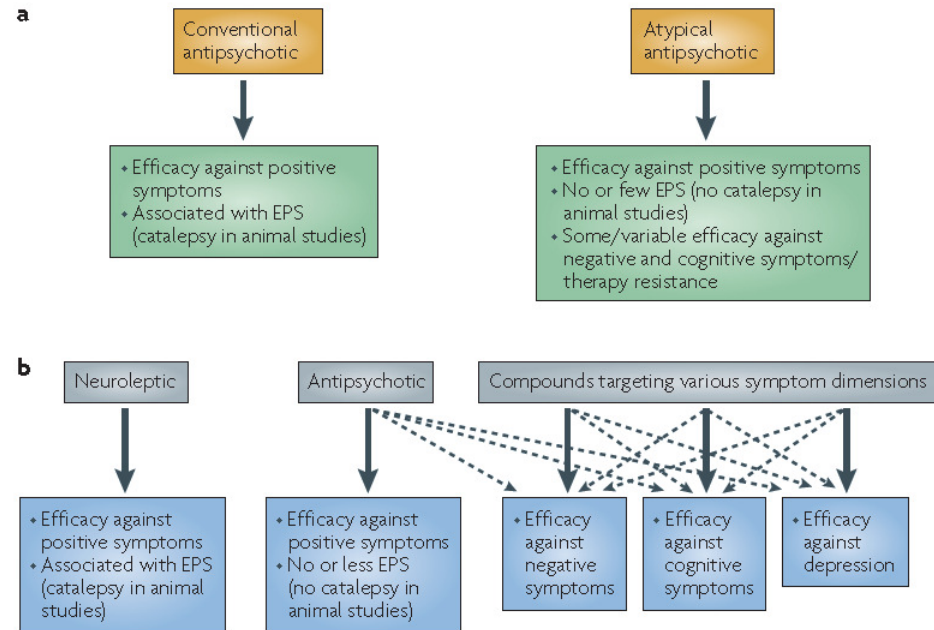 a
Conventional
antipsychotic
Atypical
antipsychotic
• Efficacy against positive
symptoms
• Associated with EPS
(catalepsy in animal studies)
• Efficacy against positive symptoms
• No or few EPS (no catalepsy in
animal studies)
• Some/variable efficacy against
negative and cognitive symptoms/
therapy resistance
b
Neuroleptic
Antipsychotic
Compounds targeting various symptom dimensions
• Efficacy against
positive symptoms
• Associated with EPS
(catalepsy in animal
studies)
• Efficacy against
positive symptoms
• No or less EPS
(no catalepsy in
animal studies)
• Efficacy
against
negative
symptoms
• Efficacy
against
cognitive
symptoms
• Efficacy
against
depression